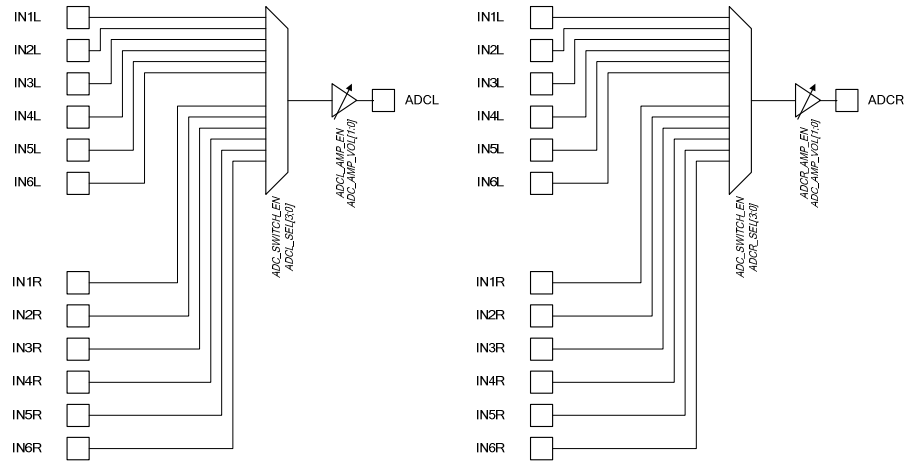 IN1L
IN2L
IN3L
IN4L
IN5L
IN6L
IN1R
IN2R
IN3R
IN4R
IN5R
IN6R
ADC_SWITCH_EN
ADCL_SEL[3:0]
ADCL_AMP_EN
ADC_AMP_VOL[1:0]
ADCL
IN1L
IN2L
IN3L
IN4L
IN5L
IN6L
IN1R
IN2R
IN3R
IN4R
IN5R
IN6R
ADC_SWITCH_EN
ADCR_SEL[3:0]
ADCR_AMP_EN
ADC_AMP_VOL[1:0]
ADCR